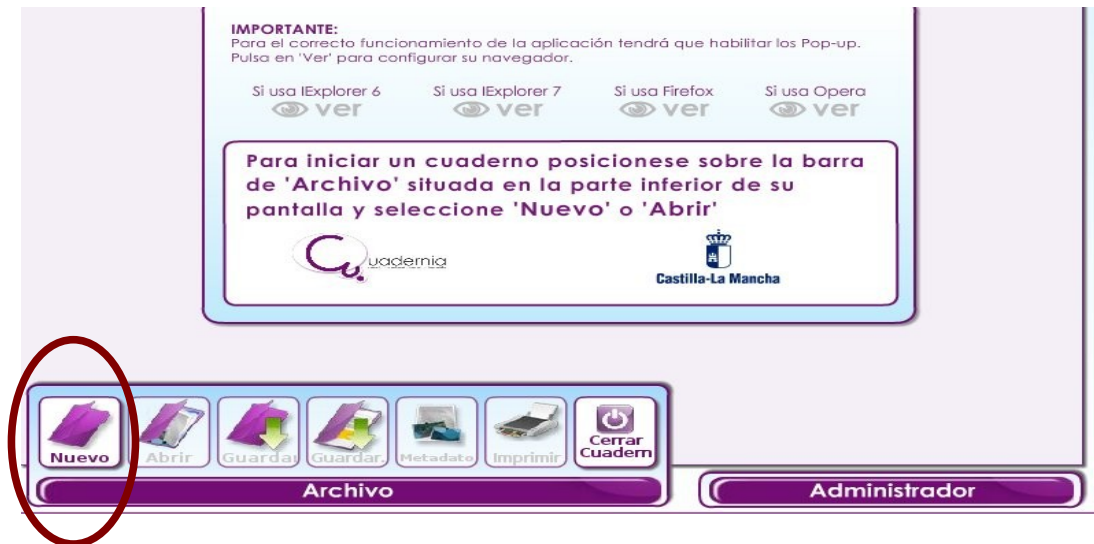 IMPORTANTE:
Para el correcto funcionamiento de la aplicación tendrá que habilitar los Pop-up.
Pulsa en 'Ver' para configurar su navegador.
Si usa IExplorer 6 Si usa IExplorer 7 Si usa Firefox Si usa Opera
ver ver ver ver
Para iniciar un cuaderno posicionese sobre la barra
de 'Archivo' situada en la parte inferior de su
pantalla y seleccione 'Nuevo' o 'Abrir'
Cuadernia
Castilla-La Mancha
Nuevo Abrir Guardar Guardar. Metadato Imprimir Cerrar
Cuadern
Archivo Administrador